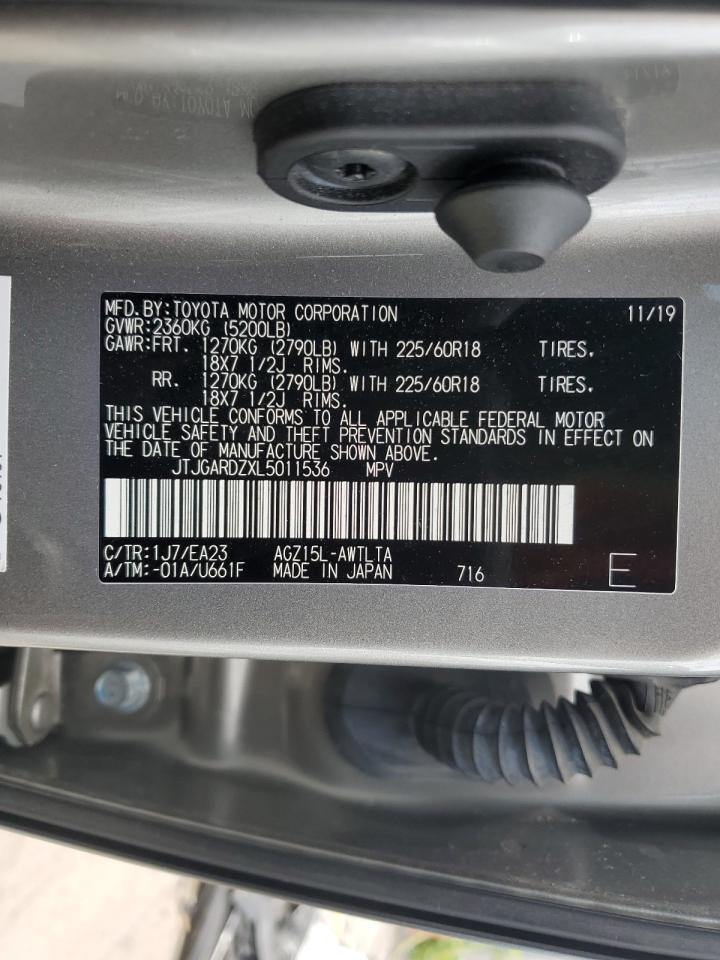 MFD.BY:TOYOTA MOTOR CORPORATION 11/19
GVWR:2360KG (5200LB)
GAWR:FRT. 1270KG (2790LB) WITH 225/60R18 TIRES.
18X7 1/2J RIMS.
RR. 1270KG (2790LB) WITH 225/60R18 TIRES.
18X7 1/2J RIMS.
THIS VEHICLE CONFORMS TO ALL APPLICABLE FEDERAL MOTOR
VEHICLE SAFETY AND THEFT PREVENTION STANDARDS IN EFFECT ON
THE DATE OF MANUFACTURE SHOWN ABOVE.
JTJGARDZXL5011536 MPV
C/TR:1J7/EA23 AGZ15L-AWTLTA
A/TM:-01A/U661F MADE IN JAPAN 716 E